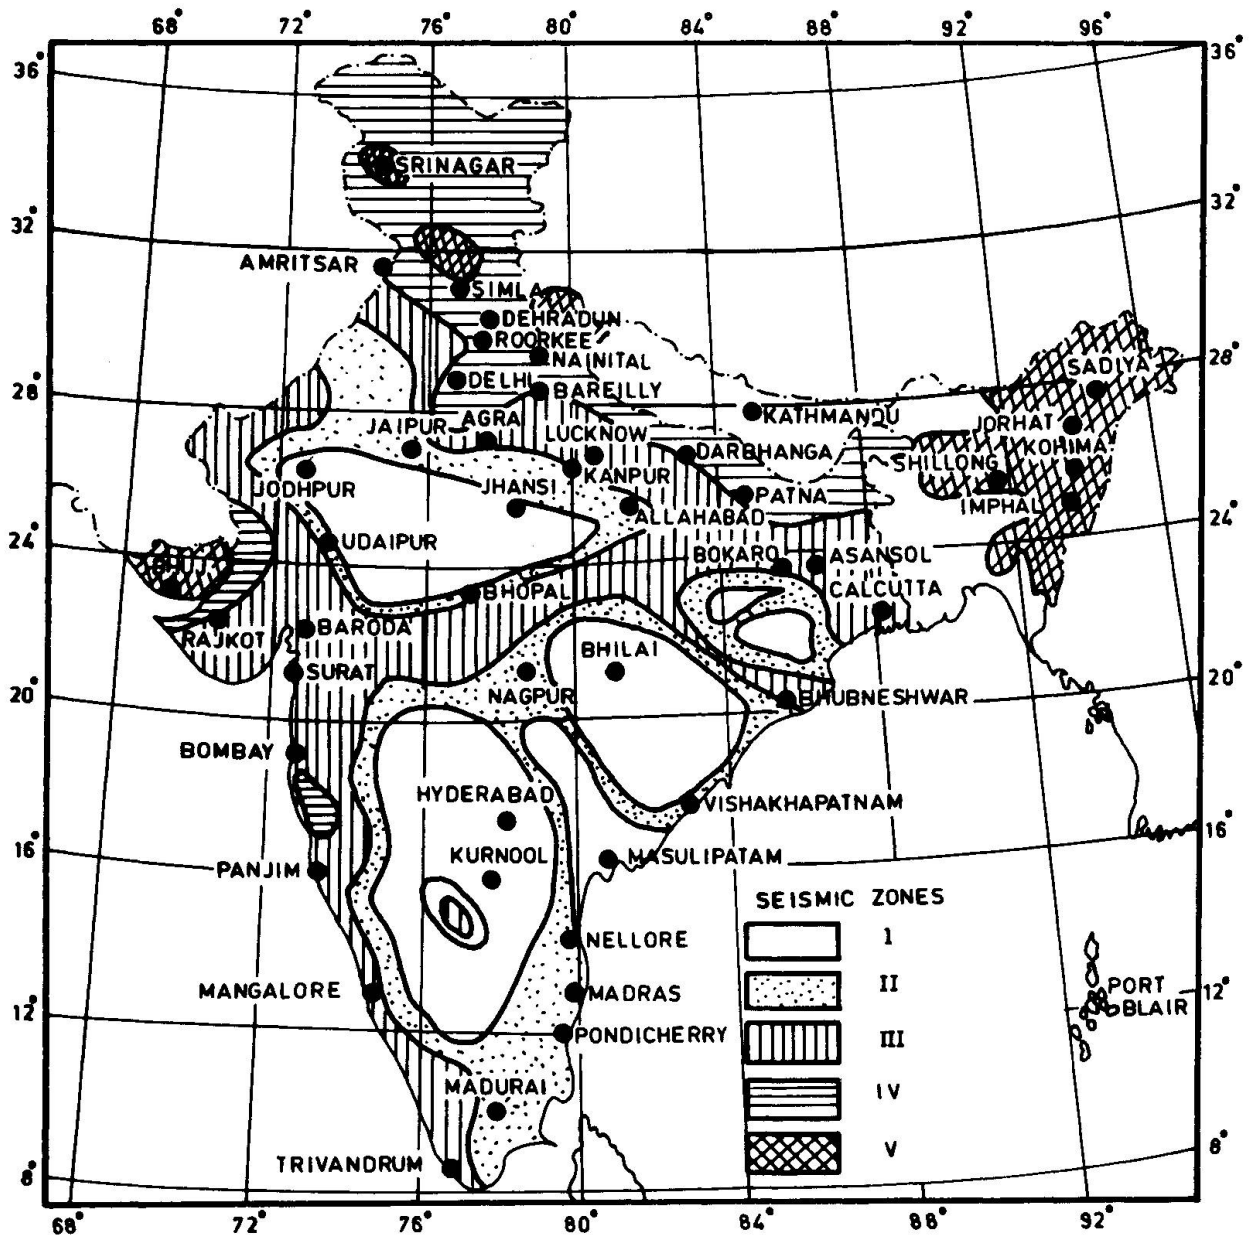 68° 72° 76° 80° 84° 88° 92° 96°
36° 36°
SRINAGAR
32° 32°
AMRITSAR
SIMLA
DEHRADUN
ROORKEE
NAINITAL
28° 28°
SADIYA
DELHI
BAREILLY
KATHMANDU
JORHAT
JAIPUR AGRA
LUCKNOW
DARBHANGA
KOHIMA
SHILLONG
JODHPUR
JHANSI
KANPUR
PATNA
IMPHAL
ALLAHABAD
24° 24°
UDAIPUR
BOKARO
ASANSOL
BHOPAL
CALCUTTA
RAJKOT
BARODA
BHILAI
SURAT
20° 20°
NAGPUR
BHUBNESHWAR
BOMBAY
HYDERABAD
VISHAKHAPATNAM
16° 16°
KURNOOL
MASULIPATAM
PANJIM
SEISMIC ZONES
1
NELLORE
II
MANGALORE
MADRAS
PORT
BLAIR
12° 12°
PONDICHERRY
III
MADURAI
IV
V
TRIVANDRUM
8° 8°
68° 72° 76° 80° 84° 88° 92°